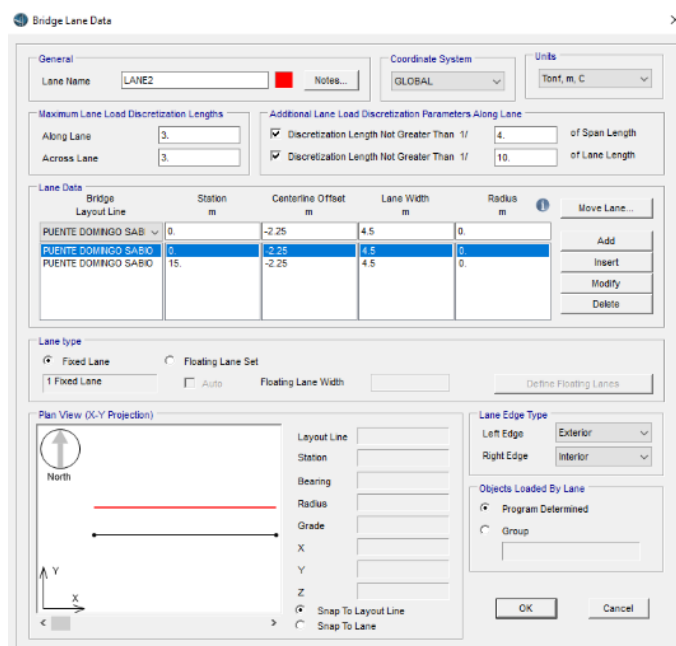 Bridge Lane Data
General
Lane Name LANE2 Notes...
Coordinate System
GLOBAL
Units
Tonf, m, C
Maximum Lane Load Discretization Lengths
Along Lane 3.
Across Lane 3.
Additional Lane Load Discretization Parameters Along Lane
Discretization Length Not Greater Than 1/ 4. of Span Length
Discretization Length Not Greater Than 1/ 10. of Lane Length
Lane Data
Bridge Layout Line Station m Centerline Offset m Lane Width m Radius m
PUENTE DOMINGO SABI 0. -2.25 4.5 0.
PUENTE DOMINGO SABIO 0. -2.25 4.5 0.
PUENTE DOMINGO SABIO 15. -2.25 4.5 0.
Move Lane...
Add
Insert
Modify
Delete
Lane type
Fixed Lane Floating Lane Set
1 Fixed Lane Auto Floating Lane Width Define Floating Lanes
Plan View (X-Y Projection)
North
Y
X
Layout Line
Station
Bearing
Radius
Grade
X
Y
Z
Snap To Layout Line
Snap To Lane
Lane Edge Type
Left Edge Exterior
Right Edge Interior
Objects Loaded By Lane
Program Determined
Group
OK Cancel